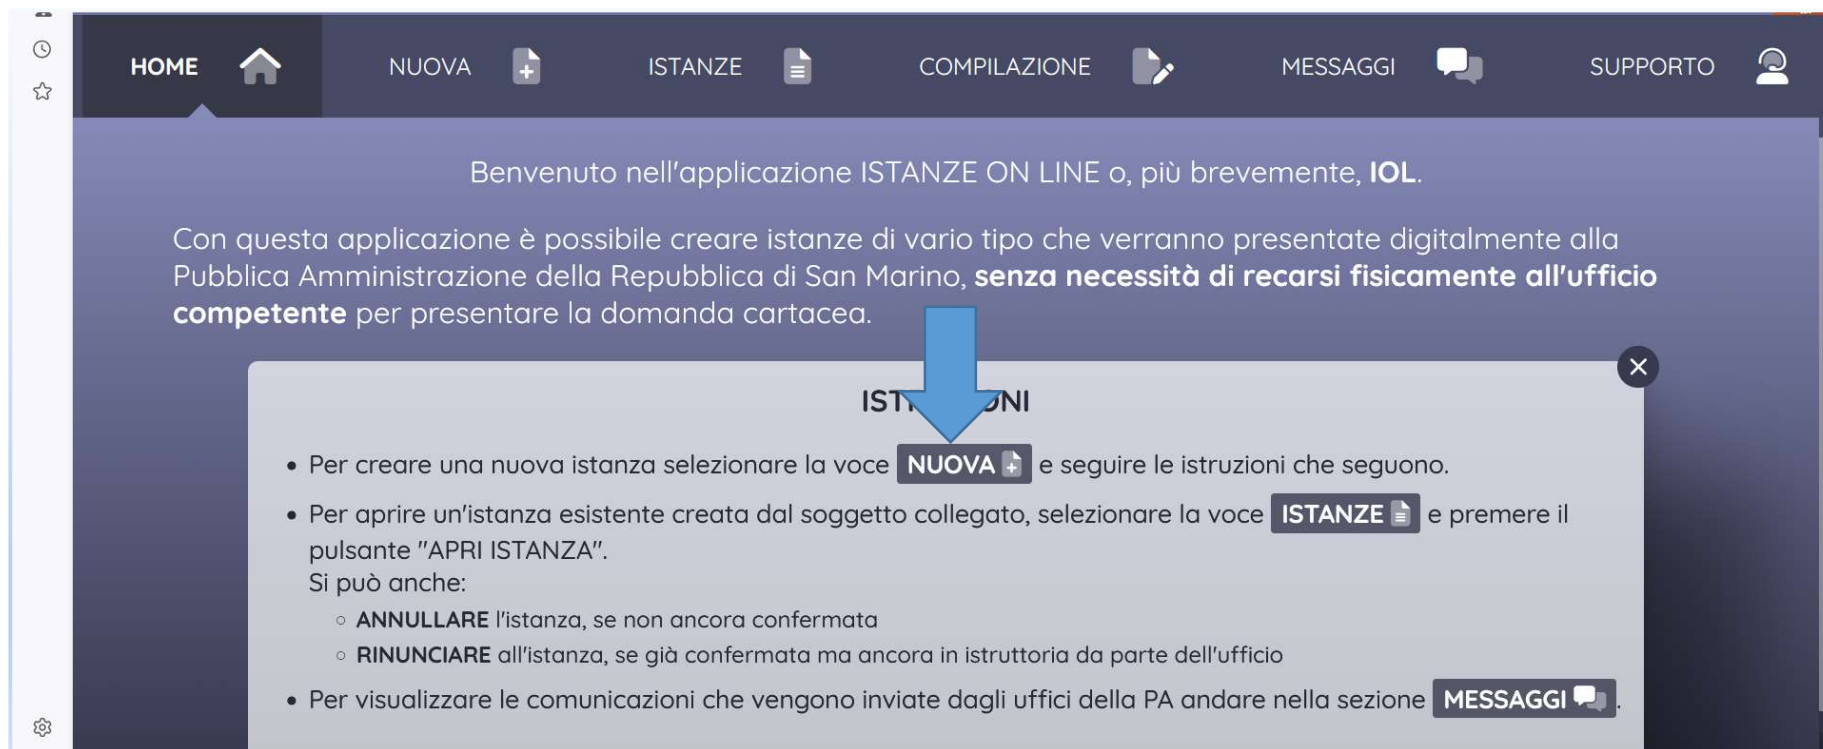 HOME NUOVA ISTANZE COMPILAZIONE MESSAGGI SUPPORTO
Benvenuto nell'applicazione ISTANZE ON LINE o, più brevemente, IOL.
Con questa applicazione è possibile creare istanze di vario tipo che verranno presentate digitalmente alla
Pubblica Amministrazione della Repubblica di San Marino, senza necessità di recarsi fisicamente all'ufficio
competente per presentare la domanda cartacea.
• Per creare una nuova istanza selezionare la voce NUOVA e seguire le istruzioni che seguono.
• Per aprire un'istanza esistente creata dal soggetto collegato, selezionare la voce ISTANZE e premere il
pulsante "APRI ISTANZA".
Si può anche:
◦ ANNULLARE l'istanza, se non ancora confermata
◦ RINUNCIARE all'istanza, se già confermata ma ancora in istruttoria da parte dell'ufficio
• Per visualizzare le comunicazioni che vengono inviate dagli uffici della PA andare nella sezione MESSAGGI .